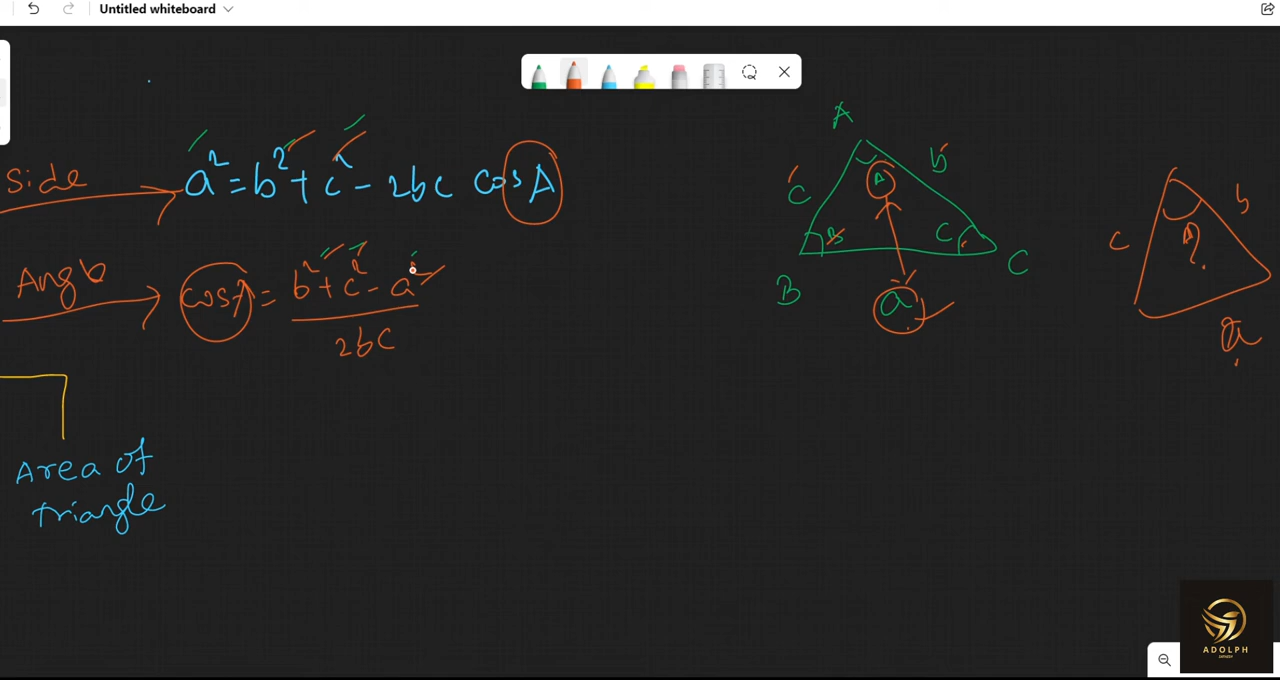 Untitled whiteboard
Side
a² = b² + c² - 2bc cos A
Angle
cos A = b² + c² - a²
2bc
Area of
triangle
A
c
A
b
B
C
B
C
a
c
b
A?
a
ADOLPH